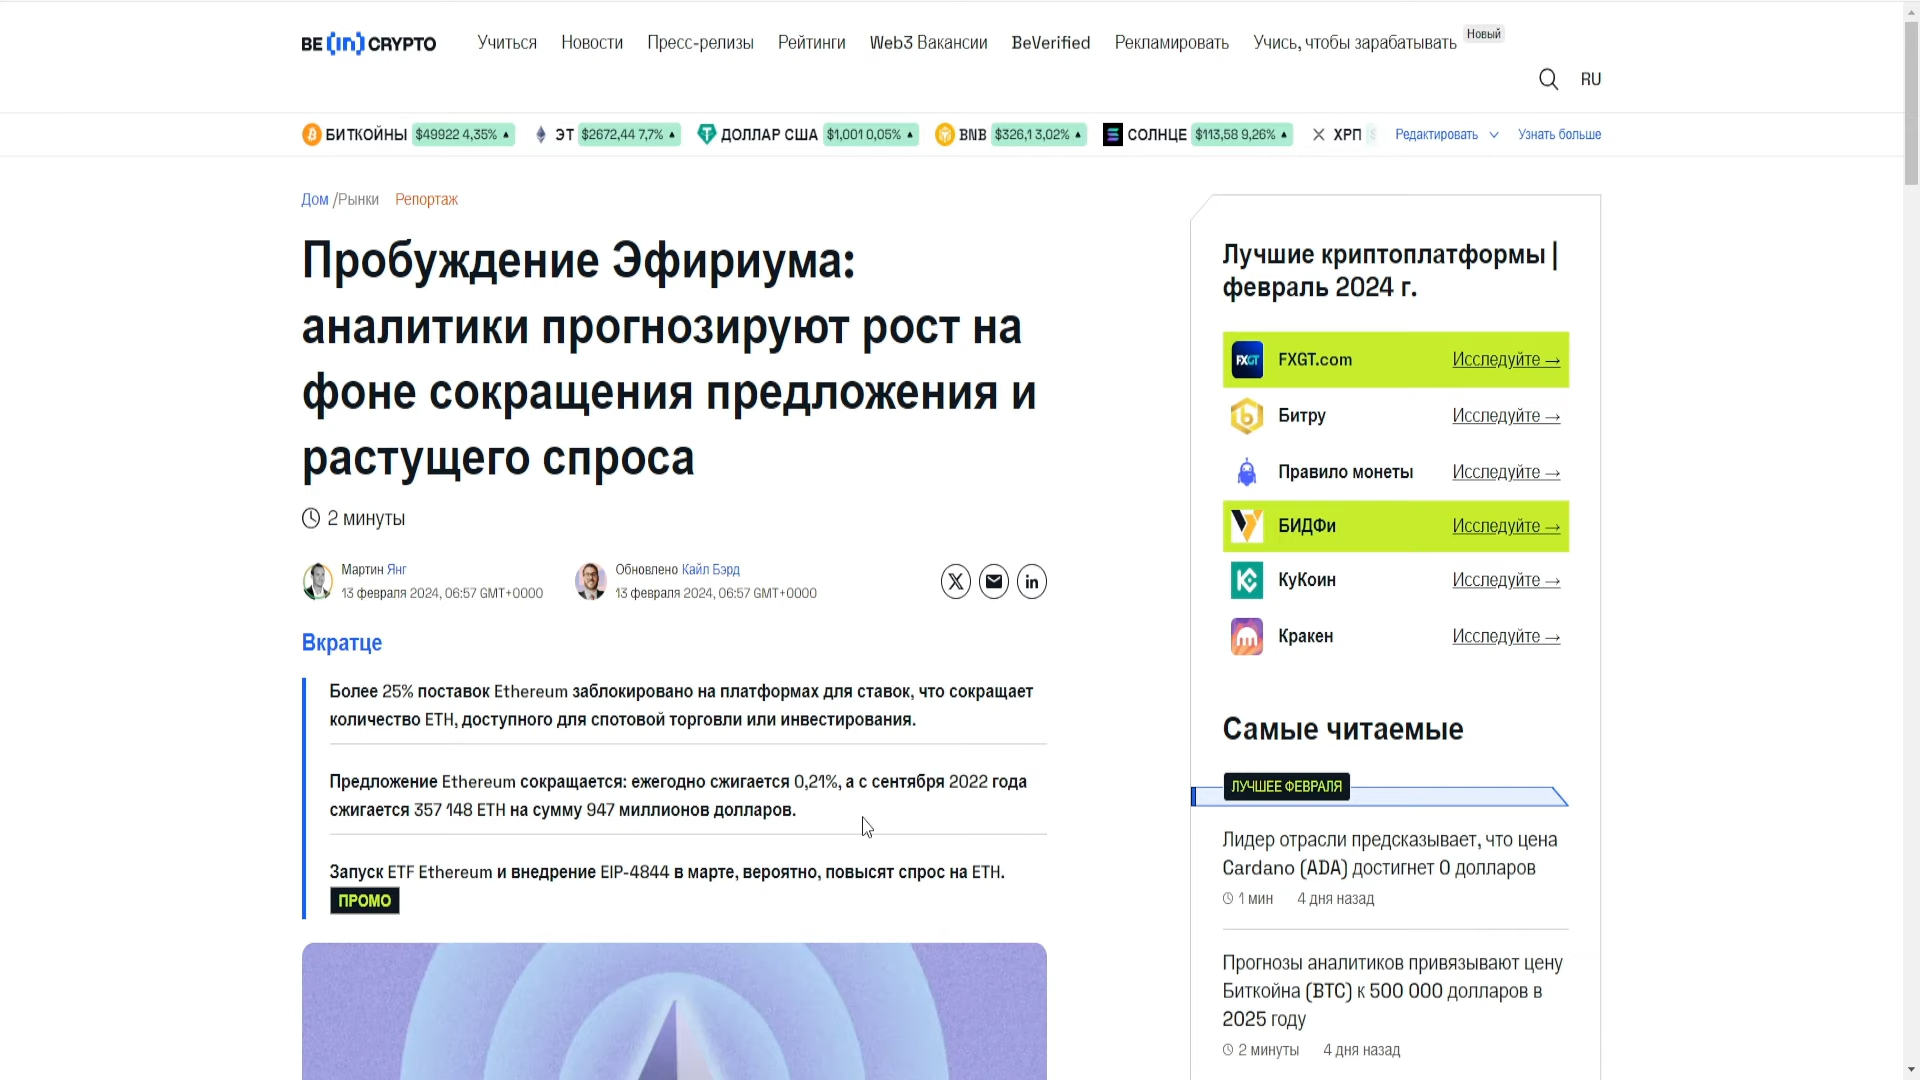 BE [in] CRYPTO
Учиться Новости Пресс-релизы Рейтинги Web3 Вакансии BeVerified Рекламировать Учись, чтобы зарабатывать Новый
RU
БИТКОЙНЫ $49922 4,35% ▲ ЭТ $2672,44 7,7% ▲ ДОЛЛАР США $1,001 0,05% ▲ BNB $326,1 3,02% ▲ СОЛНЦЕ $113,58 9,26% ▲ ХРП Редактировать Узнать больше
Дом /Рынки Репортаж
Пробуждение Эфириума:
аналитики прогнозируют рост на
фоне сокращения предложения и
растущего спроса
2 минуты
Мартин Янг
13 февраля 2024, 06:57 GMT+0000
Обновлено Кайл Бэрд
13 февраля 2024, 06:57 GMT+0000
Вкратце
Более 25% поставок Ethereum заблокировано на платформах для ставок, что сокращает
количество ETH, доступного для спотовой торговли или инвестирования.
Предложение Ethereum сокращается: ежегодно сжигается 0,21%, а с сентября 2022 года
сжигается 357 148 ETH на сумму 947 миллионов долларов.
Запуск ETF Ethereum и внедрение EIP-4844 в марте, вероятно, повысят спрос на ETH.
ПРОМО
Лучшие криптоплатформы |
февраль 2024 г.
FXGT FXGT.com Исследуйте →
Битру Исследуйте →
Правило монеты Исследуйте →
БИДФи Исследуйте →
КуКоин Исследуйте →
Кракен Исследуйте →
Самые читаемые
ЛУЧШЕЕ ФЕВРАЛЯ
Лидер отрасли предсказывает, что цена
Cardano (ADA) достигнет 0 долларов
1 мин 4 дня назад
Прогнозы аналитиков привязывают цену
Биткойна (BTC) к 500 000 долларов в
2025 году
2 минуты 4 дня назад